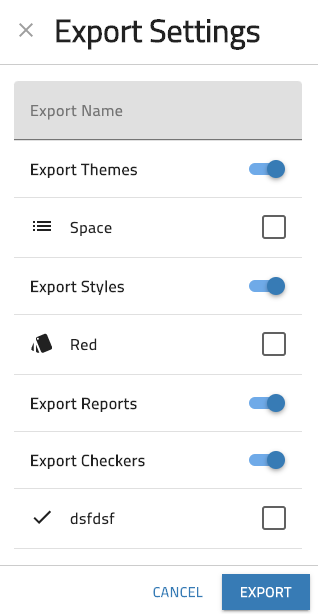 Export Settings
Export Name
Export Themes
Space
Export Styles
Red
Export Reports
Export Checkers
dsfdsf
CANCEL EXPORT